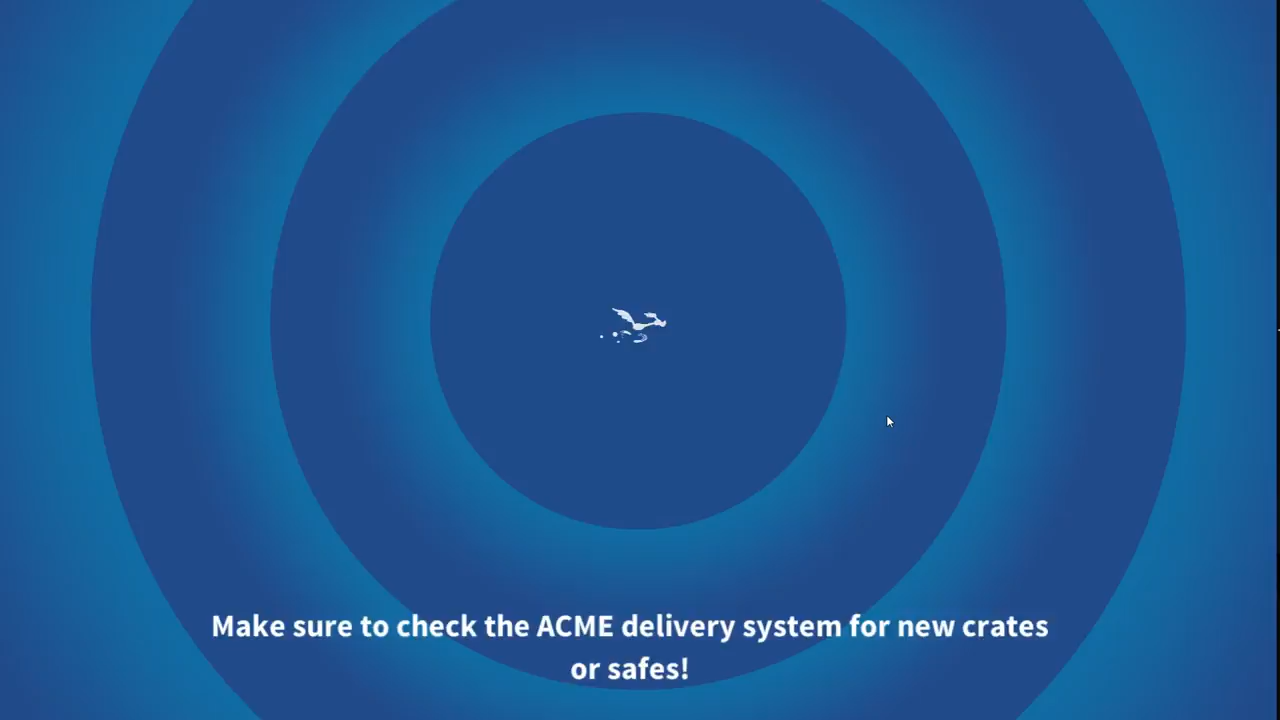 Make sure to check the ACME delivery system for new crates
or safes!